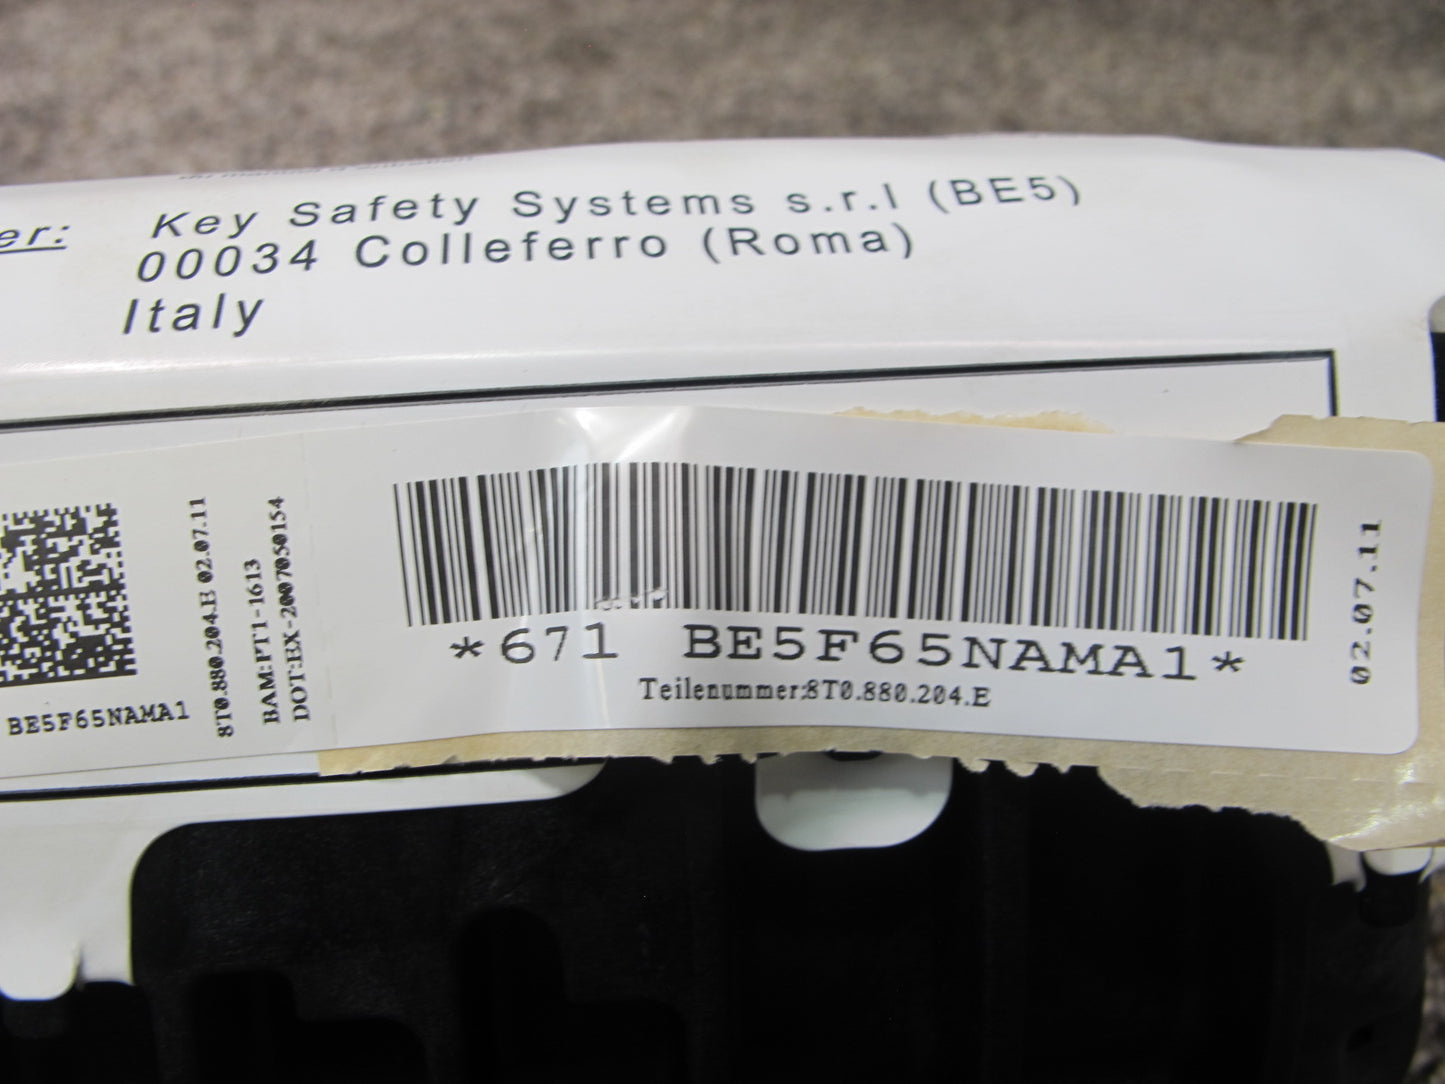 er: Key Safety Systems s.r.l (BE5)
00034 Colleferro (Roma)
Italy
BE5F65NAMA1
8T0.880.204.E 02.07.11
BAM:PT1-1613
DOT:BX-2007050154
*671 BE5F65NAMA1*
Teilenummer:8T0.880.204.E
02.07.11